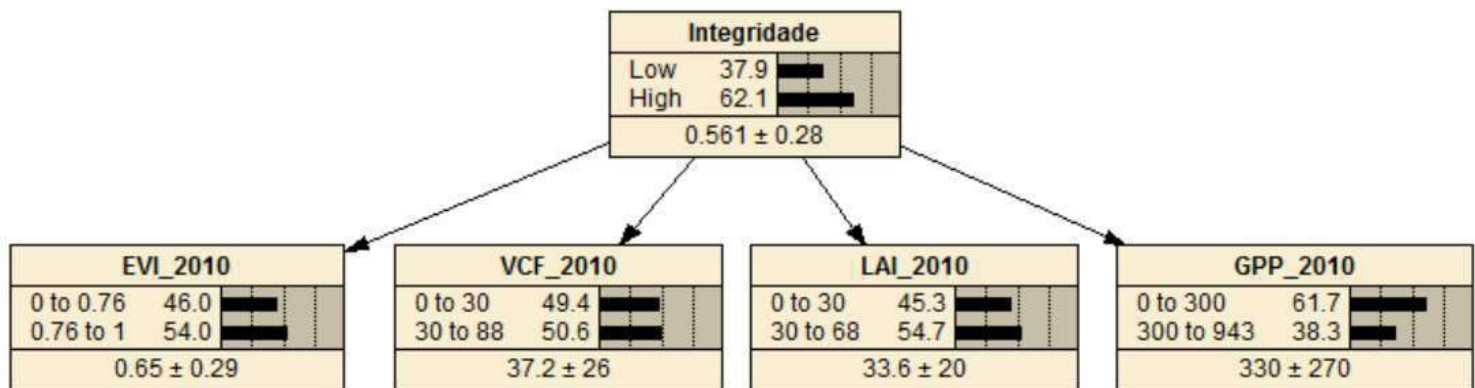 Integridade
Low 37.9
High 62.1
0.561 ± 0.28
EVI_2010
0 to 0.76 46.0
0.76 to 1 54.0
0.65 ± 0.29
VCF_2010
0 to 30 49.4
30 to 88 50.6
37.2 ± 26
LAI_2010
0 to 30 45.3
30 to 68 54.7
33.6 ± 20
GPP_2010
0 to 300 61.7
300 to 943 38.3
330 ± 270